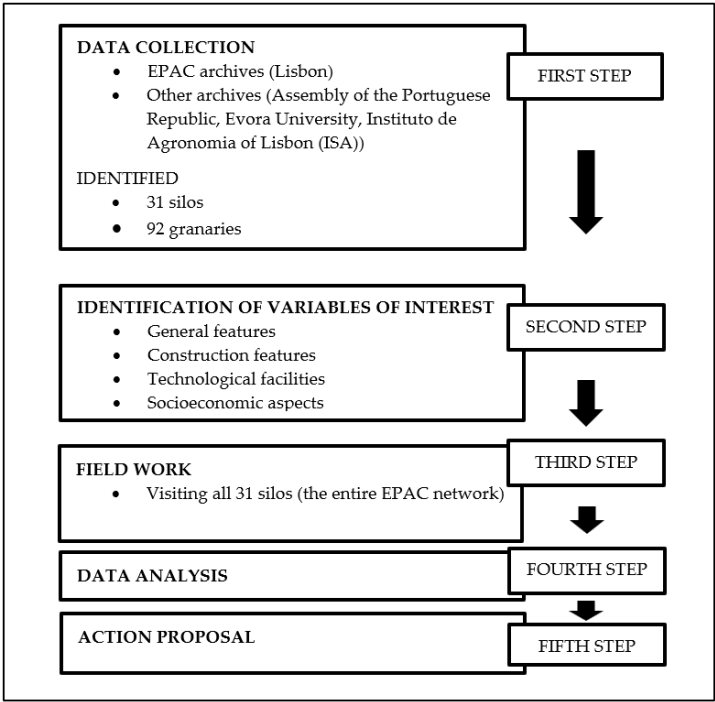 DATA COLLECTION
FIRST STEP
• EPAC archives (Lisbon)
• Other archives (Assembly of the Portuguese
Republic, Evora University, Instituto de
Agronomia of Lisbon (ISA))
IDENTIFIED
• 31 silos
• 92 granaries
IDENTIFICATION OF VARIABLES OF INTEREST
SECOND STEP
• General features
• Construction features
• Technological facilities
• Socioeconomic aspects
FIELD WORK
THIRD STEP
• Visiting all 31 silos (the entire EPAC network)
DATA ANALYSIS
FOURTH STEP
ACTION PROPOSAL
FIFTH STEP